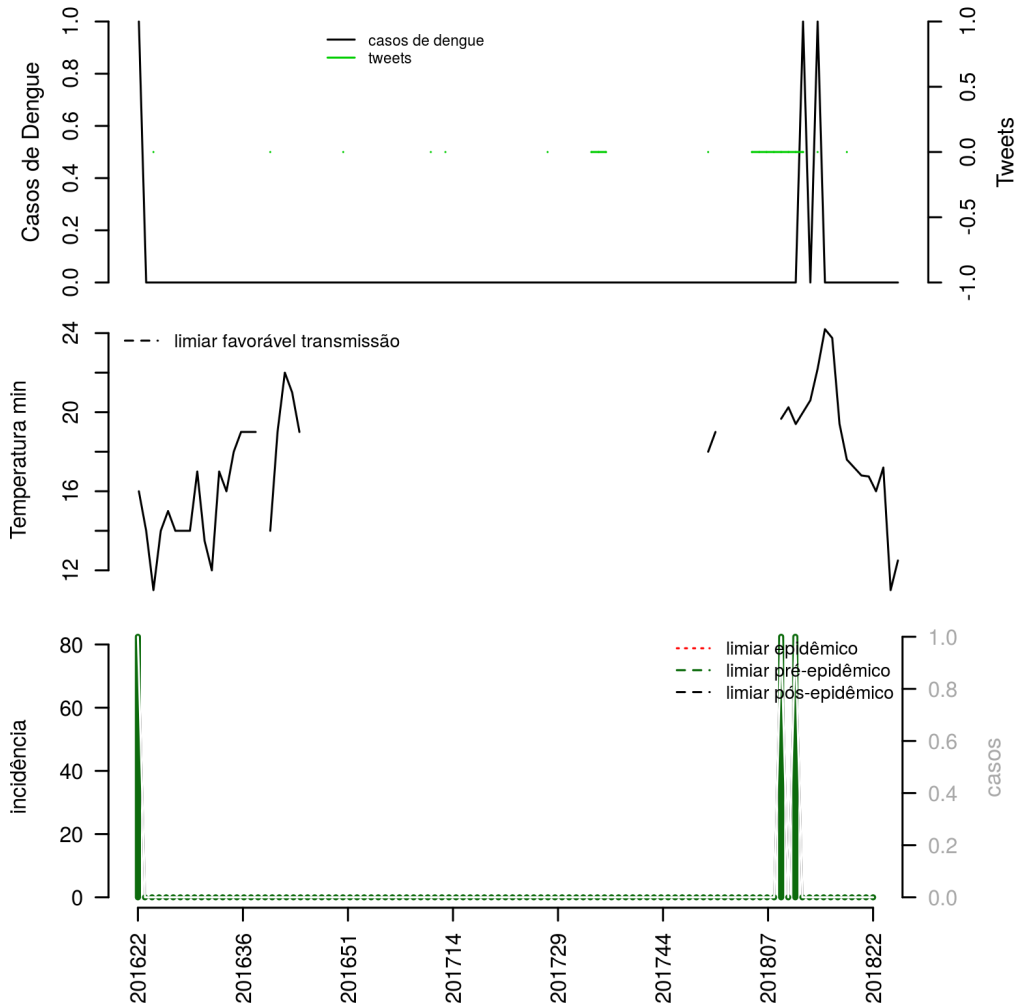 casos de dengue
tweets
Casos de Dengue
0.0 0.2 0.4 0.6 0.8 1.0
Tweets
-1.0 -0.5 0.0 0.5 1.0
limiar favorável transmissão
Temperatura min
12 16 20 24
limiar epidêmico
limiar pré-epidêmico
limiar pós-epidêmico
incidência
80
60
40
20
0
casos
1.0
0.8
0.6
0.4
0.2
0.0
201622 201636 201651 201714 201729 201744 201807 201822